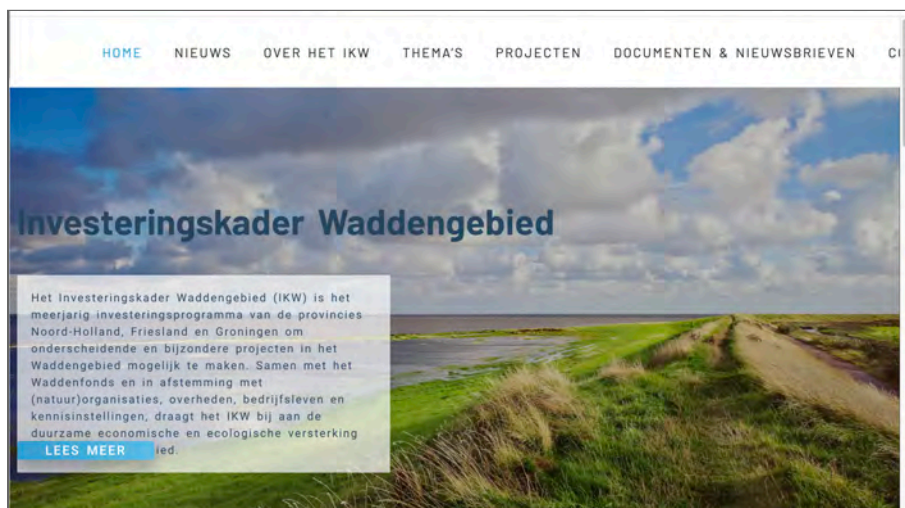 HOME NIEUWS OVER HET IKW THEMA'S PROJECTEN DOCUMENTEN & NIEUWSBRIEVEN
Investeringskader Waddengebied
Het Investeringskader Waddengebied (IKW) is het
meerjarig investeringsprogramma van de provincies
Noord-Holland, Friesland en Groningen om
onderscheidende en bijzondere projecten in het
Waddengebied mogelijk te maken. Samen met het
Waddenfonds en in afstemming met
(natuur)organisaties, overheden, bedrijfsleven en
kennisinstellingen, draagt het IKW bij aan de
duurzame economische en ecologische versterking
LEES MEER ied.